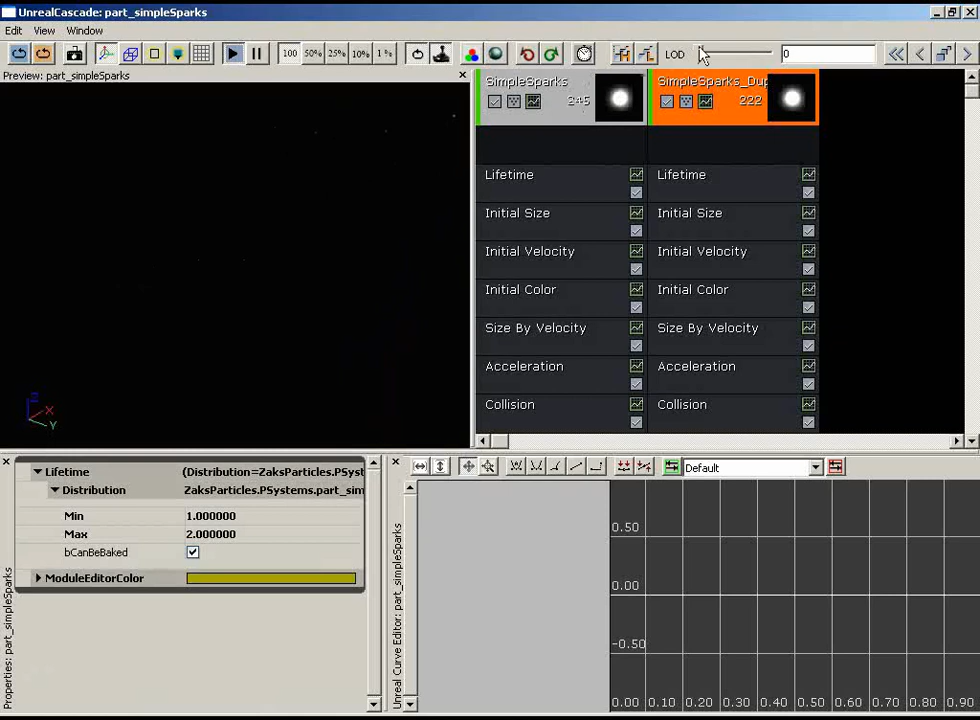 UnrealCascade: part_simpleSparks
Edit View Window
100 50% 25% 10% 1% LOD 0
Preview: part_simpleSparks
SimpleSparks
245
SimpleSparks_Dup
222
Lifetime Lifetime
Initial Size Initial Size
Initial Velocity Initial Velocity
Initial Color Initial Color
Size By Velocity Size By Velocity
Acceleration Acceleration
Collision Collision
X
Y
Z
Properties: part_simpleSparks
Lifetime (Distribution=ZaksParticles.PSyst
Distribution ZaksParticles.PSystems.part_sim
Min 1.000000
Max 2.000000
bCanBeBaked
ModuleEditorColor
Unreal Curve Editor: part_simpleSparks
Default
0.50
0.00
-0.50
0.00 0.10 0.20 0.30 0.40 0.50 0.60 0.70 0.80 0.90